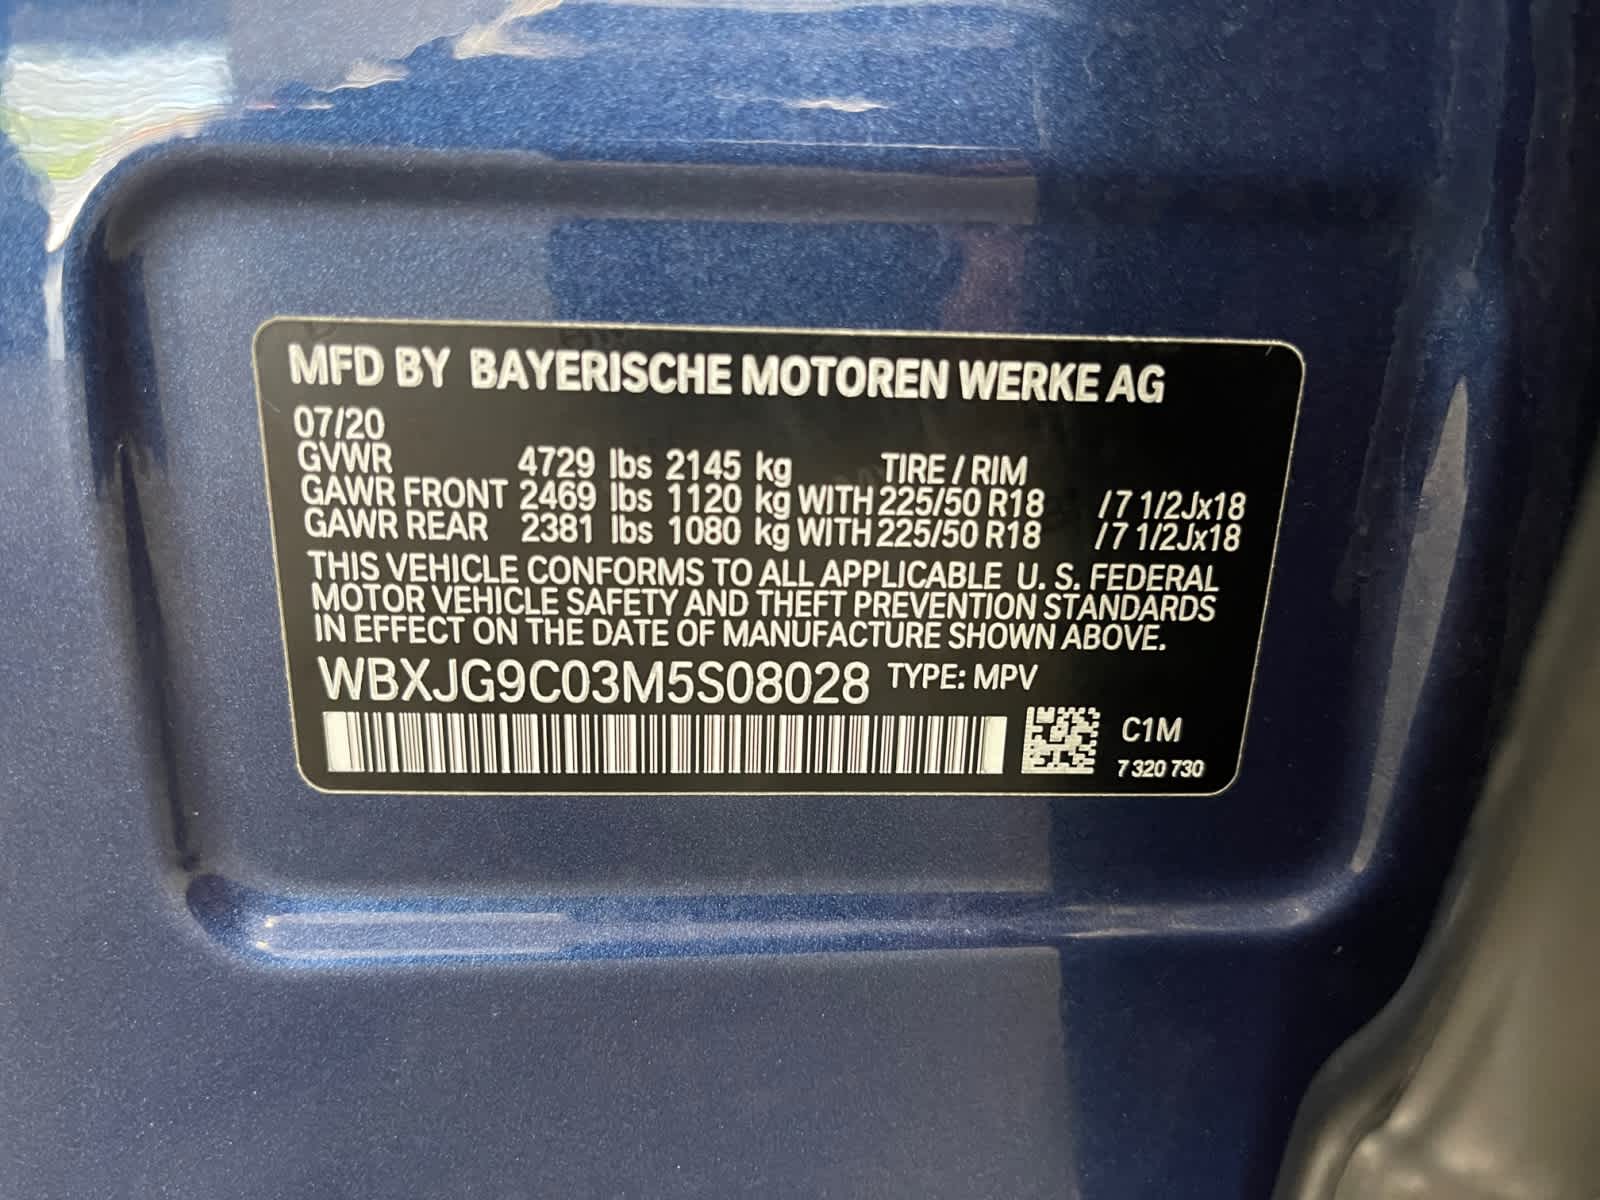 MFD BY BAYERISCHE MOTOREN WERKE AG
07/20
GVWR 4729 lbs 2145 kg TIRE / RIM
GAWR FRONT 2469 lbs 1120 kg WITH 225/50 R18 / 7 1/2Jx18
GAWR REAR 2381 lbs 1080 kg WITH 225/50 R18 / 7 1/2Jx18
THIS VEHICLE CONFORMS TO ALL APPLICABLE U. S. FEDERAL
MOTOR VEHICLE SAFETY AND THEFT PREVENTION STANDARDS
IN EFFECT ON THE DATE OF MANUFACTURE SHOWN ABOVE.
WBXJG9C03M5S08028 TYPE: MPV
C1M
7 320 730